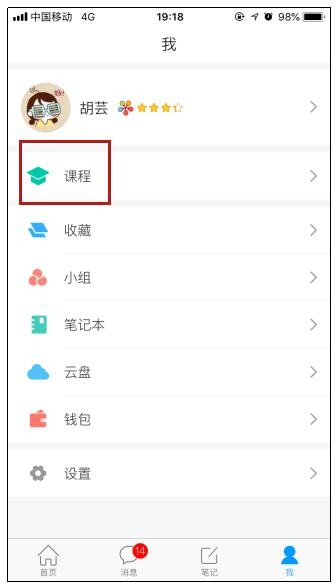 中国移动 4G 19:18 98%
我
胡芸
课程
收藏
小组
笔记本
云盘
钱包
设置
14
首页 消息 笔记 我